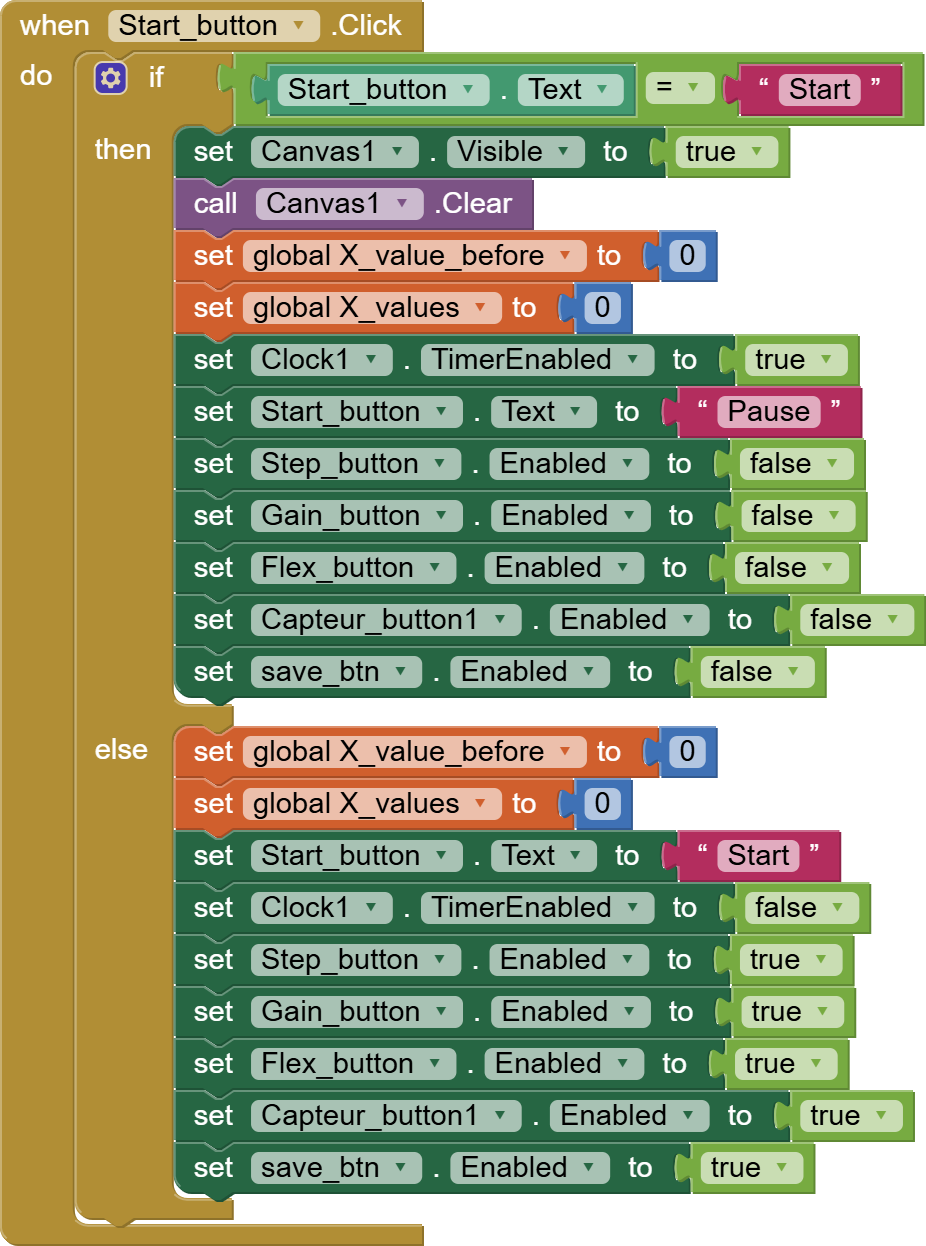 when Start_button .Click
do if Start_button . Text = “ Start ”
then set Canvas1 . Visible to true
call Canvas1 .Clear
set global X_value_before to 0
set global X_values to 0
set Clock1 . TimerEnabled to true
set Start_button . Text to “ Pause ”
set Step_button . Enabled to false
set Gain_button . Enabled to false
set Flex_button . Enabled to false
set Capteur_button1 . Enabled to false
set save_btn . Enabled to false
else set global X_value_before to 0
set global X_values to 0
set Start_button . Text to “ Start ”
set Clock1 . TimerEnabled to false
set Step_button . Enabled to true
set Gain_button . Enabled to true
set Flex_button . Enabled to true
set Capteur_button1 . Enabled to true
set save_btn . Enabled to true